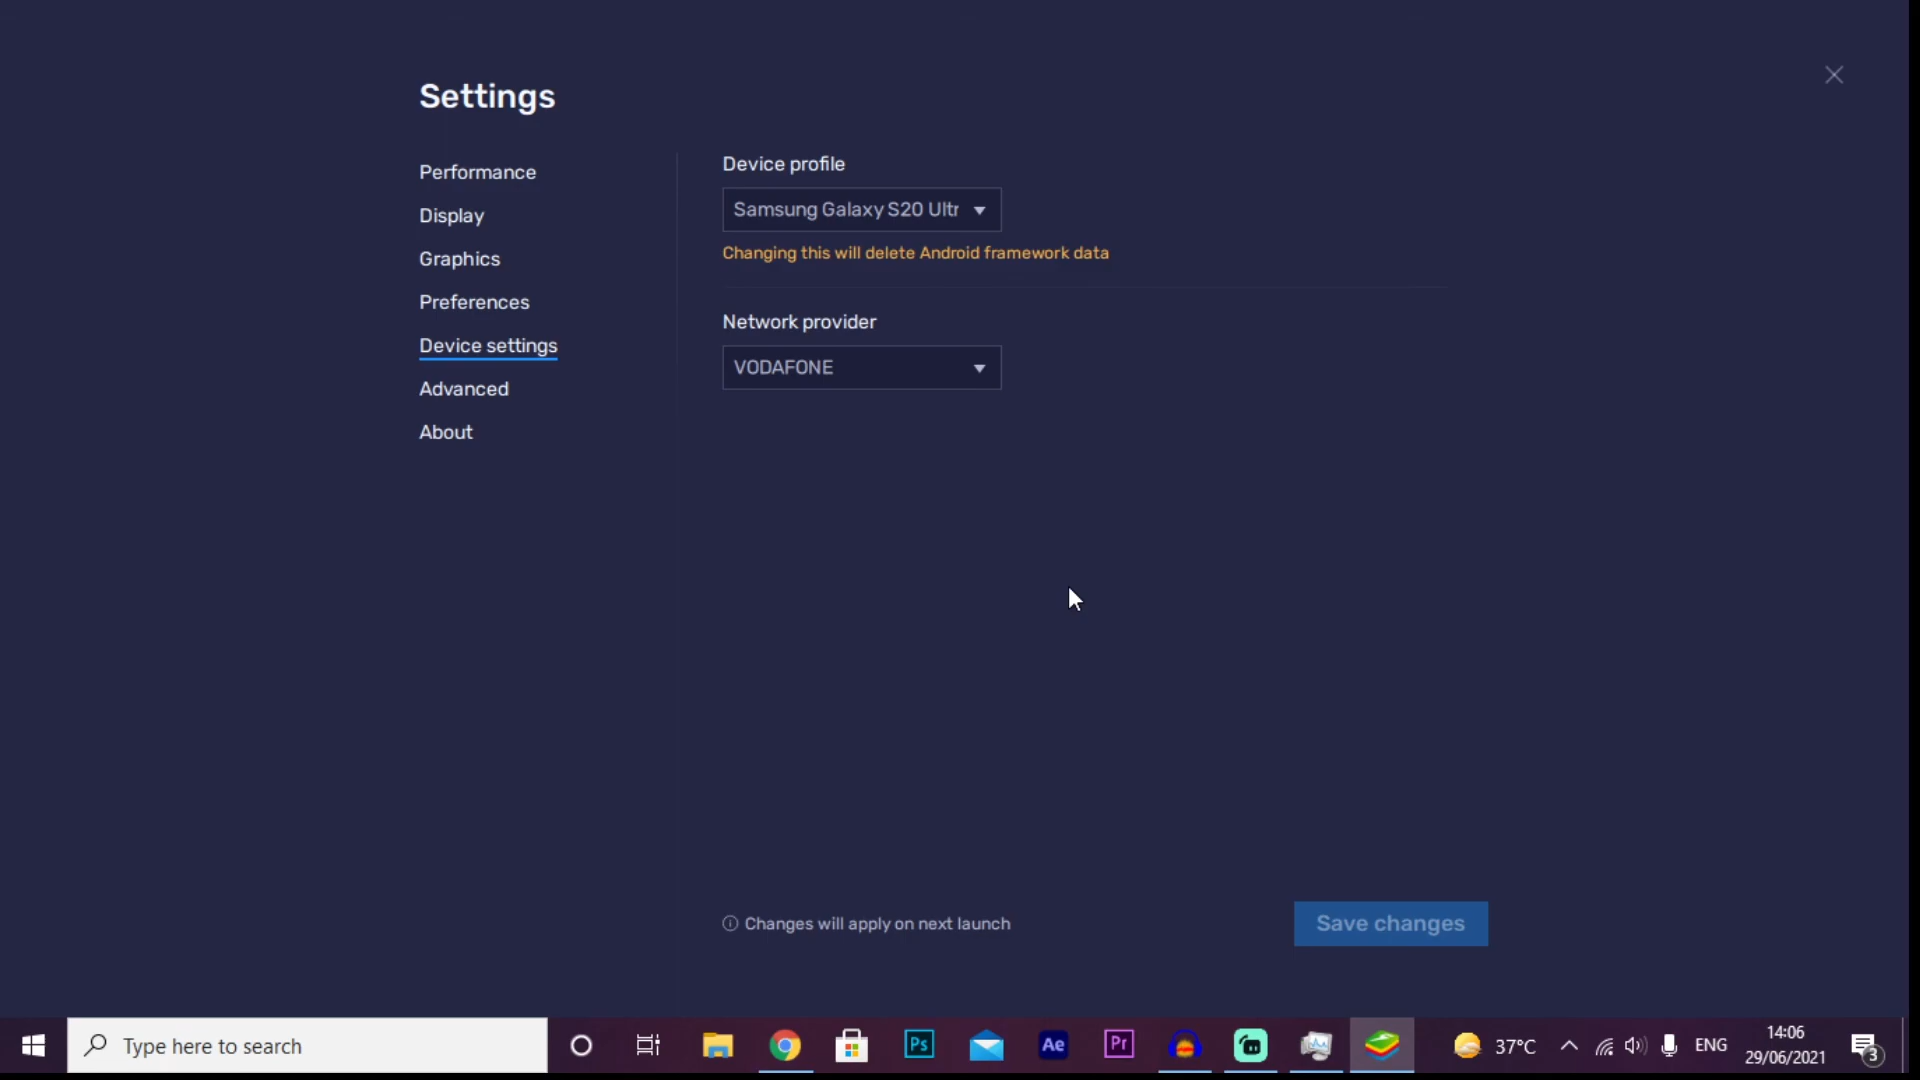 Settings
Performance
Display
Graphics
Preferences
Device settings
Advanced
About
Device profile
Samsung Galaxy S20 Ultr
Changing this will delete Android framework data
Network provider
VODAFONE
Changes will apply on next launch
Save changes
Type here to search
Ps
Ae
Pr
37°C
ENG
14:06
29/06/2021
3